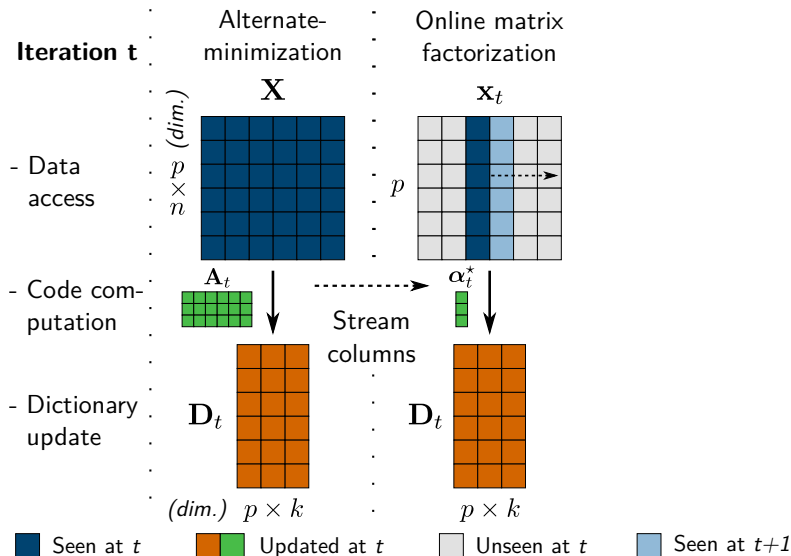 Iteration t
Alternate-
minimization
Online matrix
factorization
X
x_t
(dim.)
p × n
p
- Data
access
- Code com-
putation
A_t
α_t^⋆
Stream
columns
- Dictionary
update
D_t
D_t
(dim.) p × k
p × k
Seen at t
Updated at t
Unseen at t
Seen at t+1